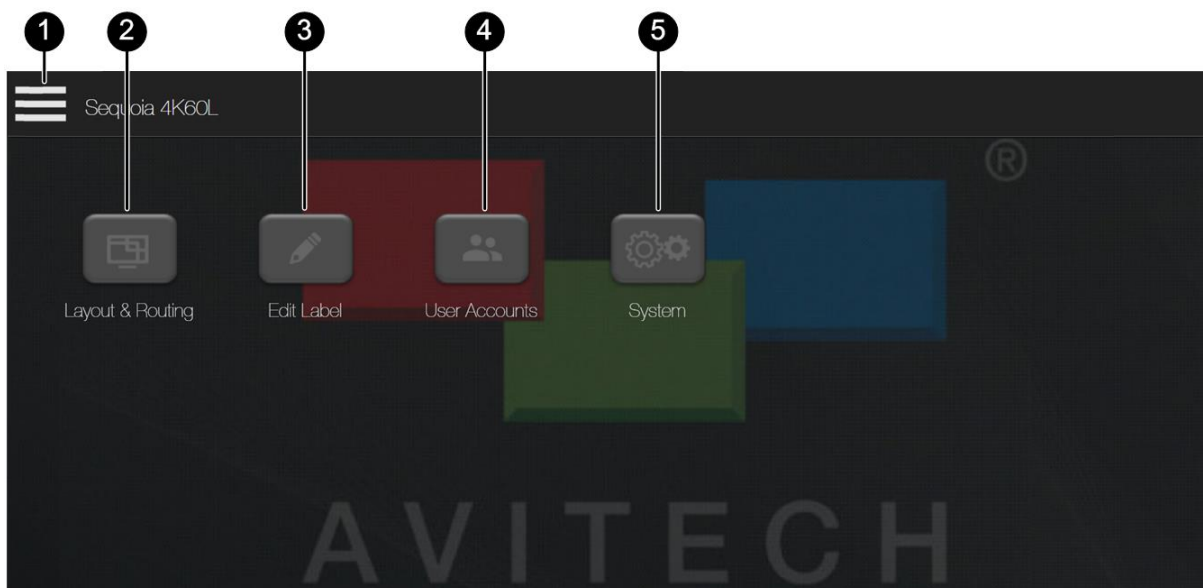 1 2 3 4 5
Sequoia 4K60L
®
Layout & Routing Edit Label User Accounts System
AVITECH